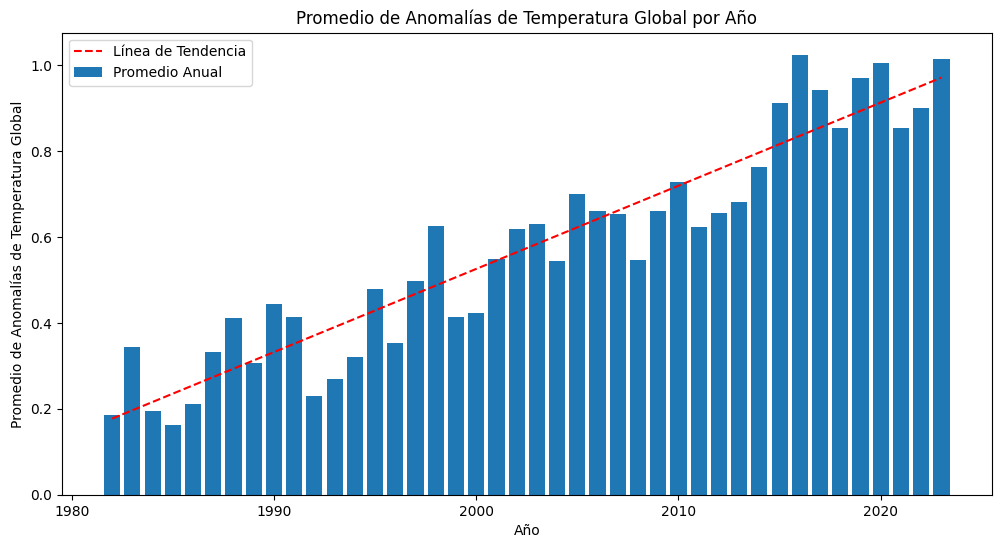 Promedio de Anomalías de Temperatura Global por Año
Línea de Tendencia
Promedio Anual
Promedio de Anomalías de Temperatura Global
1.0
0.8
0.6
0.4
0.2
0.0
1980 1990 2000 2010 2020
Año